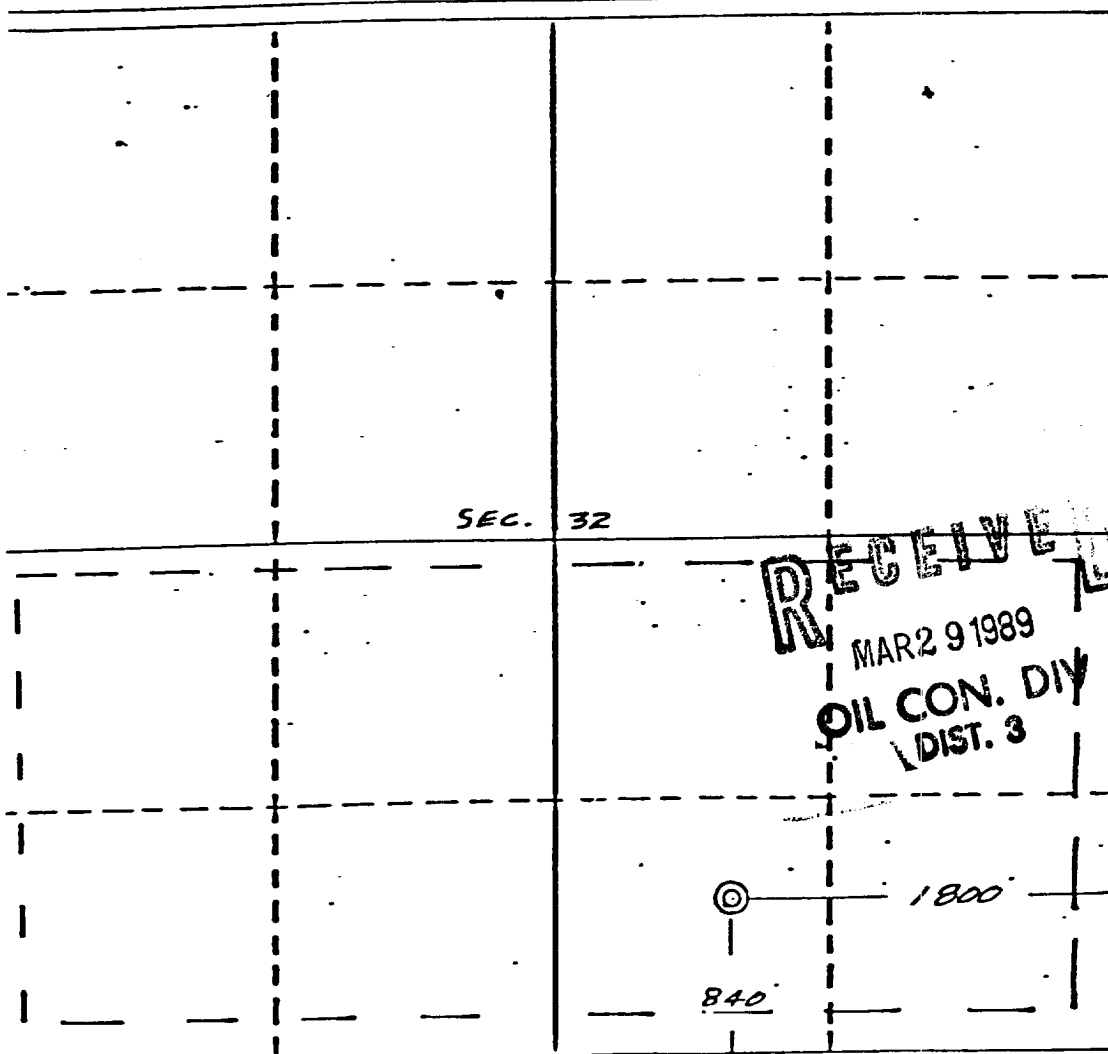 SEC. 32
RECEIVED
MAR 29 1989
OIL CON. DIV
DIST. 3
1800'
840'